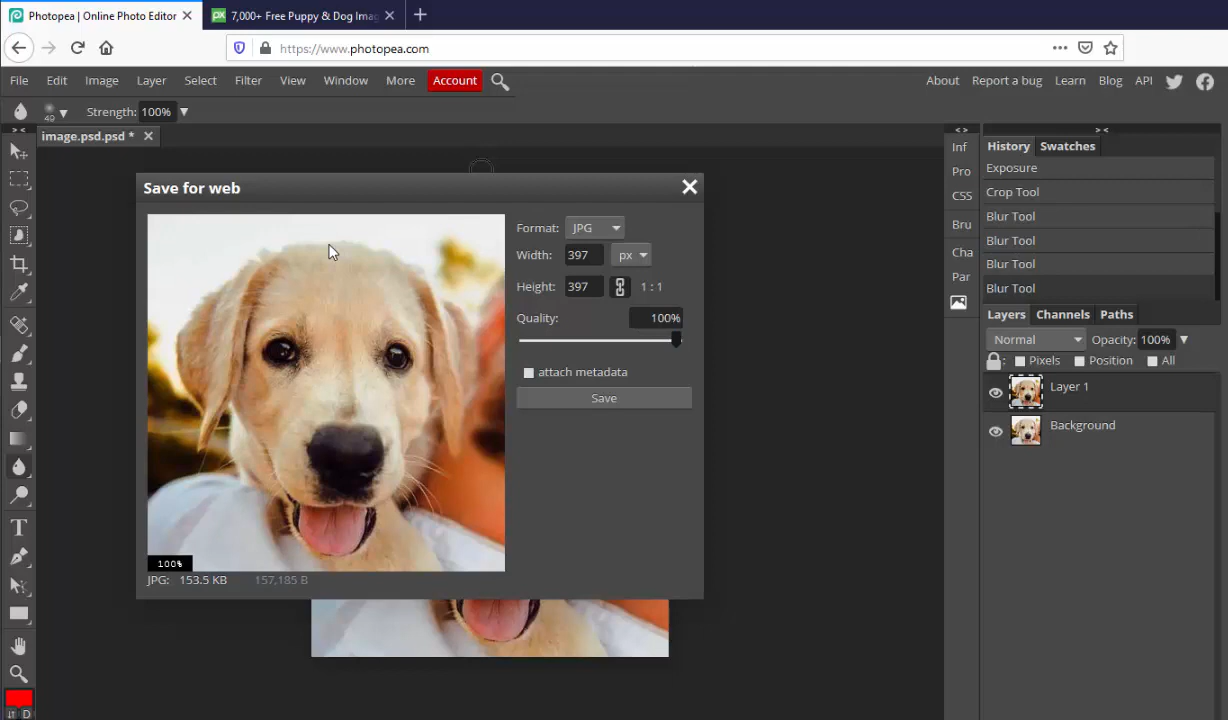 Photopea | Online Photo Editor
7,000+ Free Puppy & Dog Imag
https://www.photopea.com
File Edit Image Layer Select Filter View Window More Account
About Report a bug Learn Blog API
40 Strength: 100%
> < image.psd.psd * < > > <
Save for web
Format: JPG
Width: 397 px
Height: 397 1 : 1
Quality: 100%
attach metadata
Save
100%
JPG: 153.5 KB 157,185 B
Inf
Pro
CSS
Bru
Cha
Par
History Swatches
Exposure
Crop Tool
Blur Tool
Blur Tool
Blur Tool
Blur Tool
Layers Channels Paths
Normal Opacity: 100%
Pixels Position All
Layer 1
Background
T
D